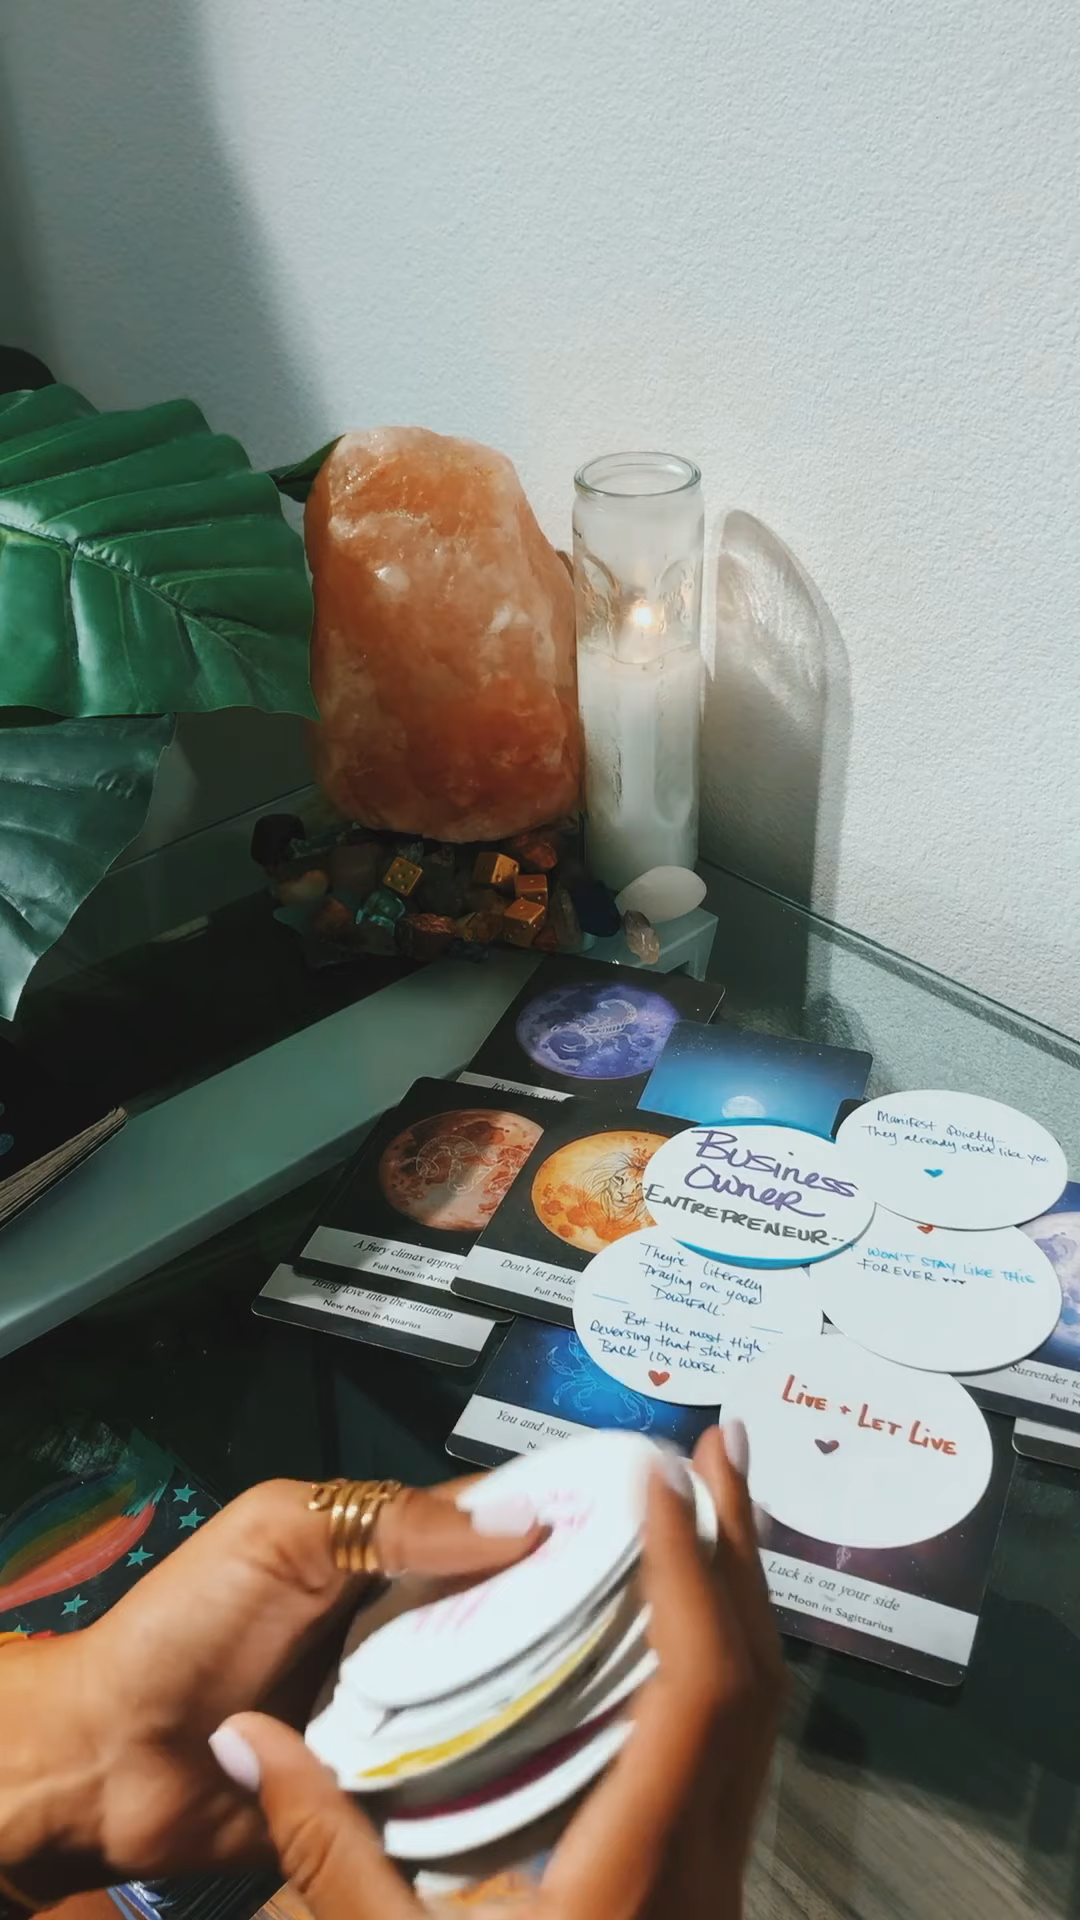 It's time to
Manifest Quietly—
They already don't like you.
Business
Owner
ENTREPRENEUR...
WON'T STAY LIKE THIS
FOREVER ...
They're literally
Praying on your
Downfall.
But the most High
Reversing that shit
Back 10x worse.
LIVE + LET LIVE
A fiery climax
Full Moon in Aries
Bring love into the situation
New Moon in Aquarius
Don't let pride
Full
You and your
Surrender
Full
Luck is on your side
New Moon in Sagittarius